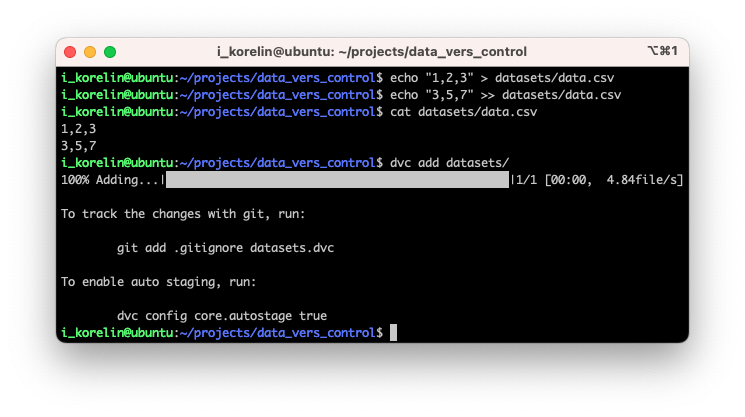 i_korelin@ubuntu: ~/projects/data_vers_control ⌥⌘1
i_korelin@ubuntu:~/projects/data_vers_control$ echo "1,2,3" > datasets/data.csv
i_korelin@ubuntu:~/projects/data_vers_control$ echo "3,5,7" >> datasets/data.csv
i_korelin@ubuntu:~/projects/data_vers_control$ cat datasets/data.csv
1,2,3
3,5,7
i_korelin@ubuntu:~/projects/data_vers_control$ dvc add datasets/
100% Adding...|██████████████████████████████|1/1 [00:00,  4.84file/s]
To track the changes with git, run:
git add .gitignore datasets.dvc
To enable auto staging, run:
dvc config core.autostage true
i_korelin@ubuntu:~/projects/data_vers_control$